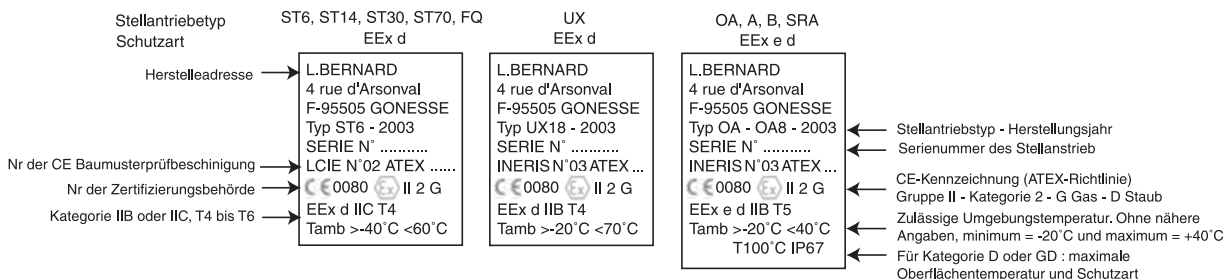 Stellantriebetyp
Schutzart
ST6, ST14, ST30, ST70, FQ
EEx d
UX
EEx d
OA, A, B, SRA
EEx e d
Herstelleadresse
Nr der CE Baumusterprüfbeschinigung
Nr der Zertifizierungsbehörde
Kategorie IIB oder IIC, T4 bis T6
L.BERNARD
4 rue d'Arsonval
F-95505 GONESSE
Typ ST6 - 2003
SERIE N° ...........
LCIE N°02 ATEX ......
CE0080 Ex II 2 G
EEx d IIC T4
Tamb >-40°C <60°C
L.BERNARD
4 rue d'Arsonval
F-95505 GONESSE
Typ UX18 - 2003
SERIE N° ...........
INERIS N°03 ATEX ...
CE0080 Ex II 2 G
EEx d IIB T4
Tamb >-20°C <70°C
L.BERNARD
4 rue d'Arsonval
F-95505 GONESSE
Typ OA - OA8 - 2003
SERIE N° ...........
INERIS N°03 ATEX ...
CE0080 Ex II 2 G
EEx e d IIB T5
Tamb >-20°C <40°C
T100°C IP67
Stellantriebstyp - Herstellungsjahr
Serienummer des Stellanstrieb
CE-Kennzeichnung (ATEX-Richtlinie)
Gruppe II - Kategorie 2 - G Gas - D Staub
Zulässige Umgebungstemperatur. Ohne nähere
Angaben, minimum = -20°C und maximum = +40°C
Für Kategorie D oder GD : maximale
Oberflächentemperatur und Schutzart